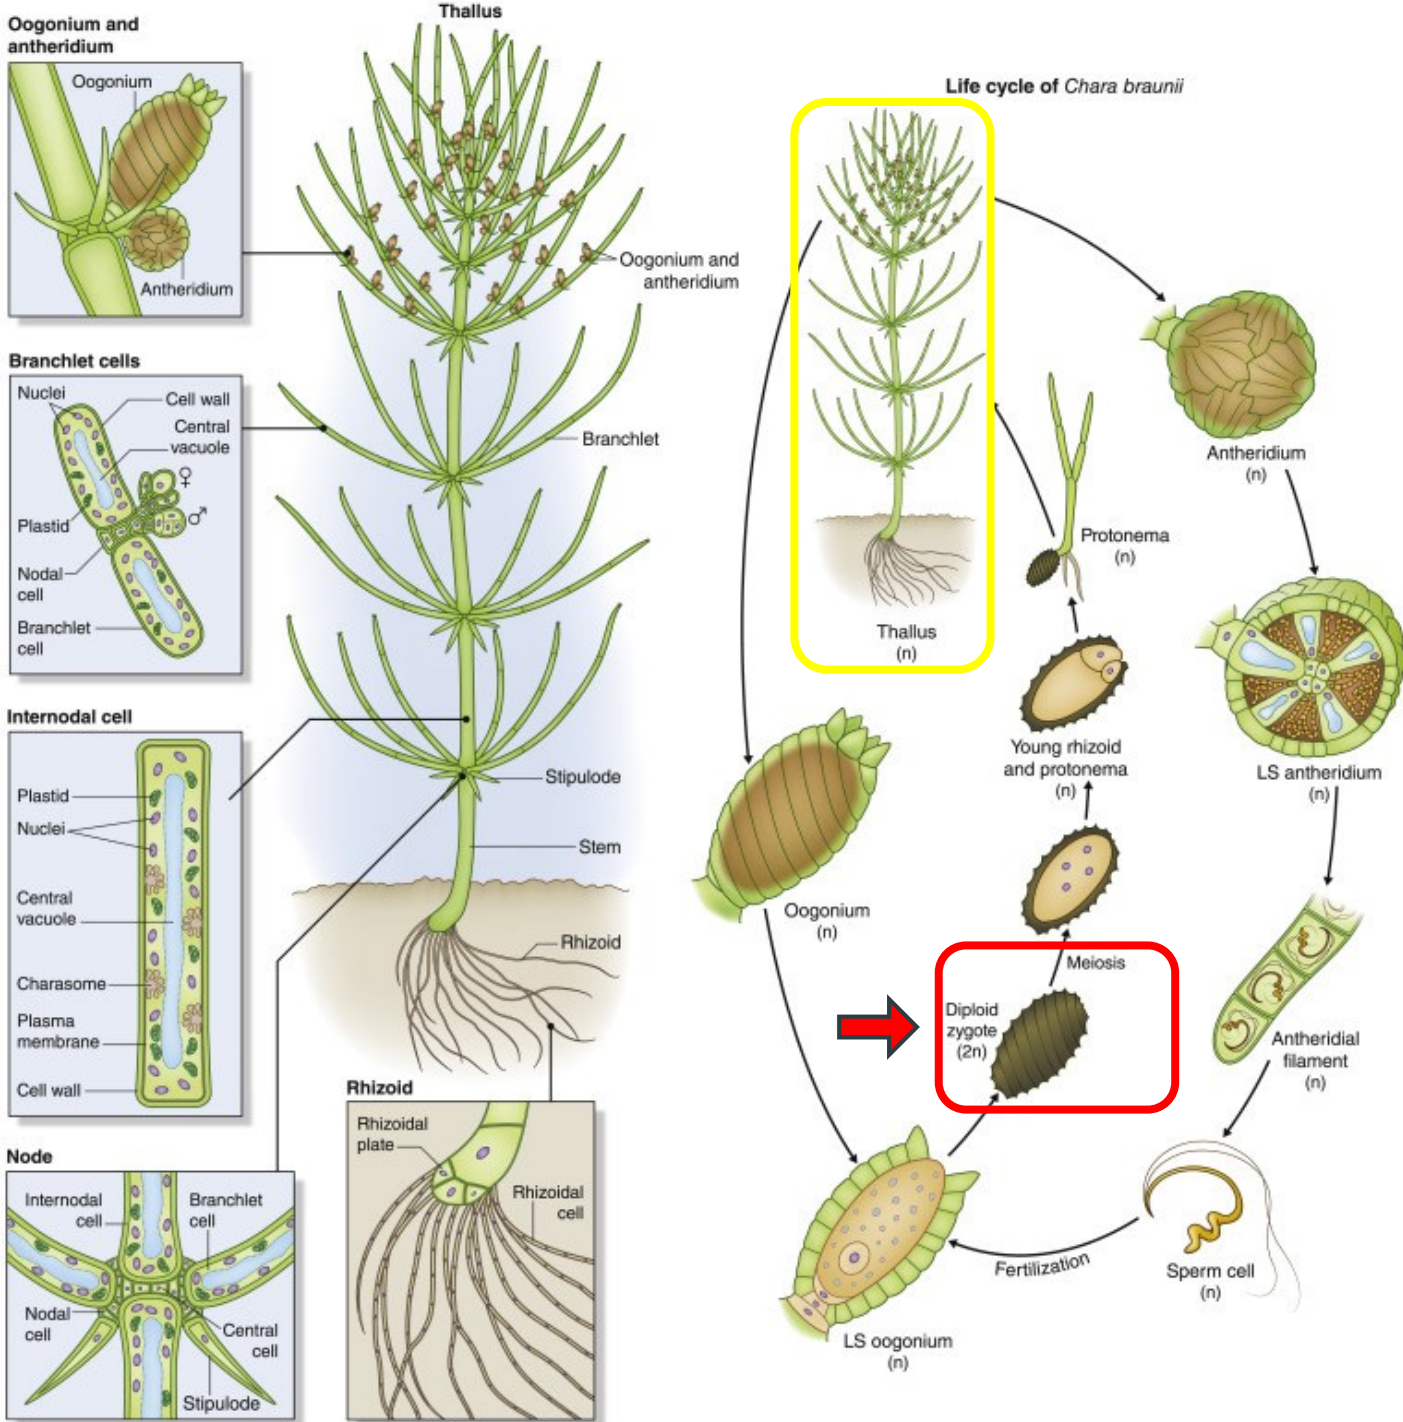 Oogonium and
antheridium
Oogonium
Antheridium
Branchlet cells
Nuclei
Cell wall
Central
vacuole
♀
♂
Plastid
Nodal
cell
Branchlet
cell
Internodal cell
Plastid
Nuclei
Central
vacuole
Charasome
Plasma
membrane
Cell wall
Node
Internodal
cell
Branchlet
cell
Nodal
cell
Central
cell
Stipulode
Thallus
Oogonium and
antheridium
Branchlet
Stipulode
Stem
Rhizoid
Rhizoid
Rhizoidal
plate
Rhizoidal
cell
Life cycle of Chara braunii
Thallus
(n)
Antheridium
(n)
Protonema
(n)
Young rhizoid
and protonema
(n)
LS antheridium
(n)
Oogonium
(n)
Meiosis
Diploid
zygote
(2n)
Antheridial
filament
(n)
Sperm cell
(n)
Fertilization
LS oogonium
(n)